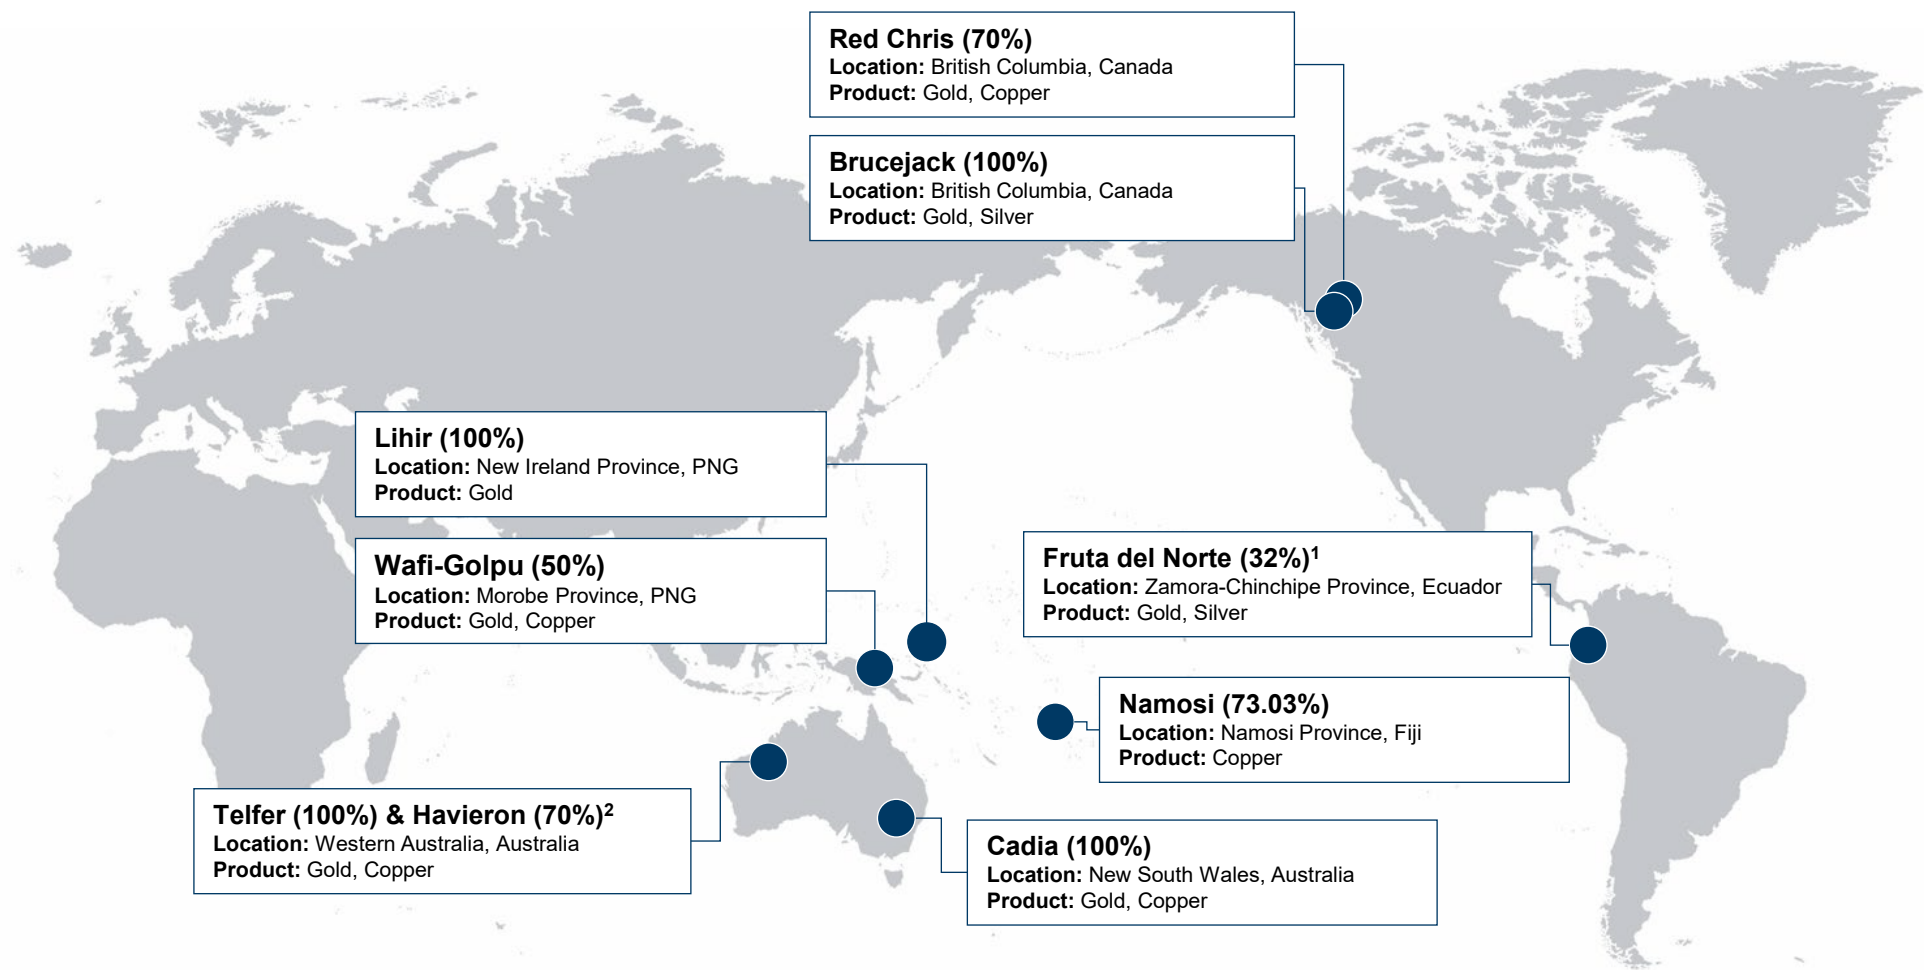 Red Chris (70%)
Location: British Columbia, Canada
Product: Gold, Copper
Brucejack (100%)
Location: British Columbia, Canada
Product: Gold, Silver
Lihir (100%)
Location: New Ireland Province, PNG
Product: Gold
Wafi-Golpu (50%)
Location: Morobe Province, PNG
Product: Gold, Copper
Fruta del Norte (32%)¹
Location: Zamora-Chinchipe Province, Ecuador
Product: Gold, Silver
Namosi (73.03%)
Location: Namosi Province, Fiji
Product: Copper
Telfer (100%) & Havieron (70%)²
Location: Western Australia, Australia
Product: Gold, Copper
Cadia (100%)
Location: New South Wales, Australia
Product: Gold, Copper